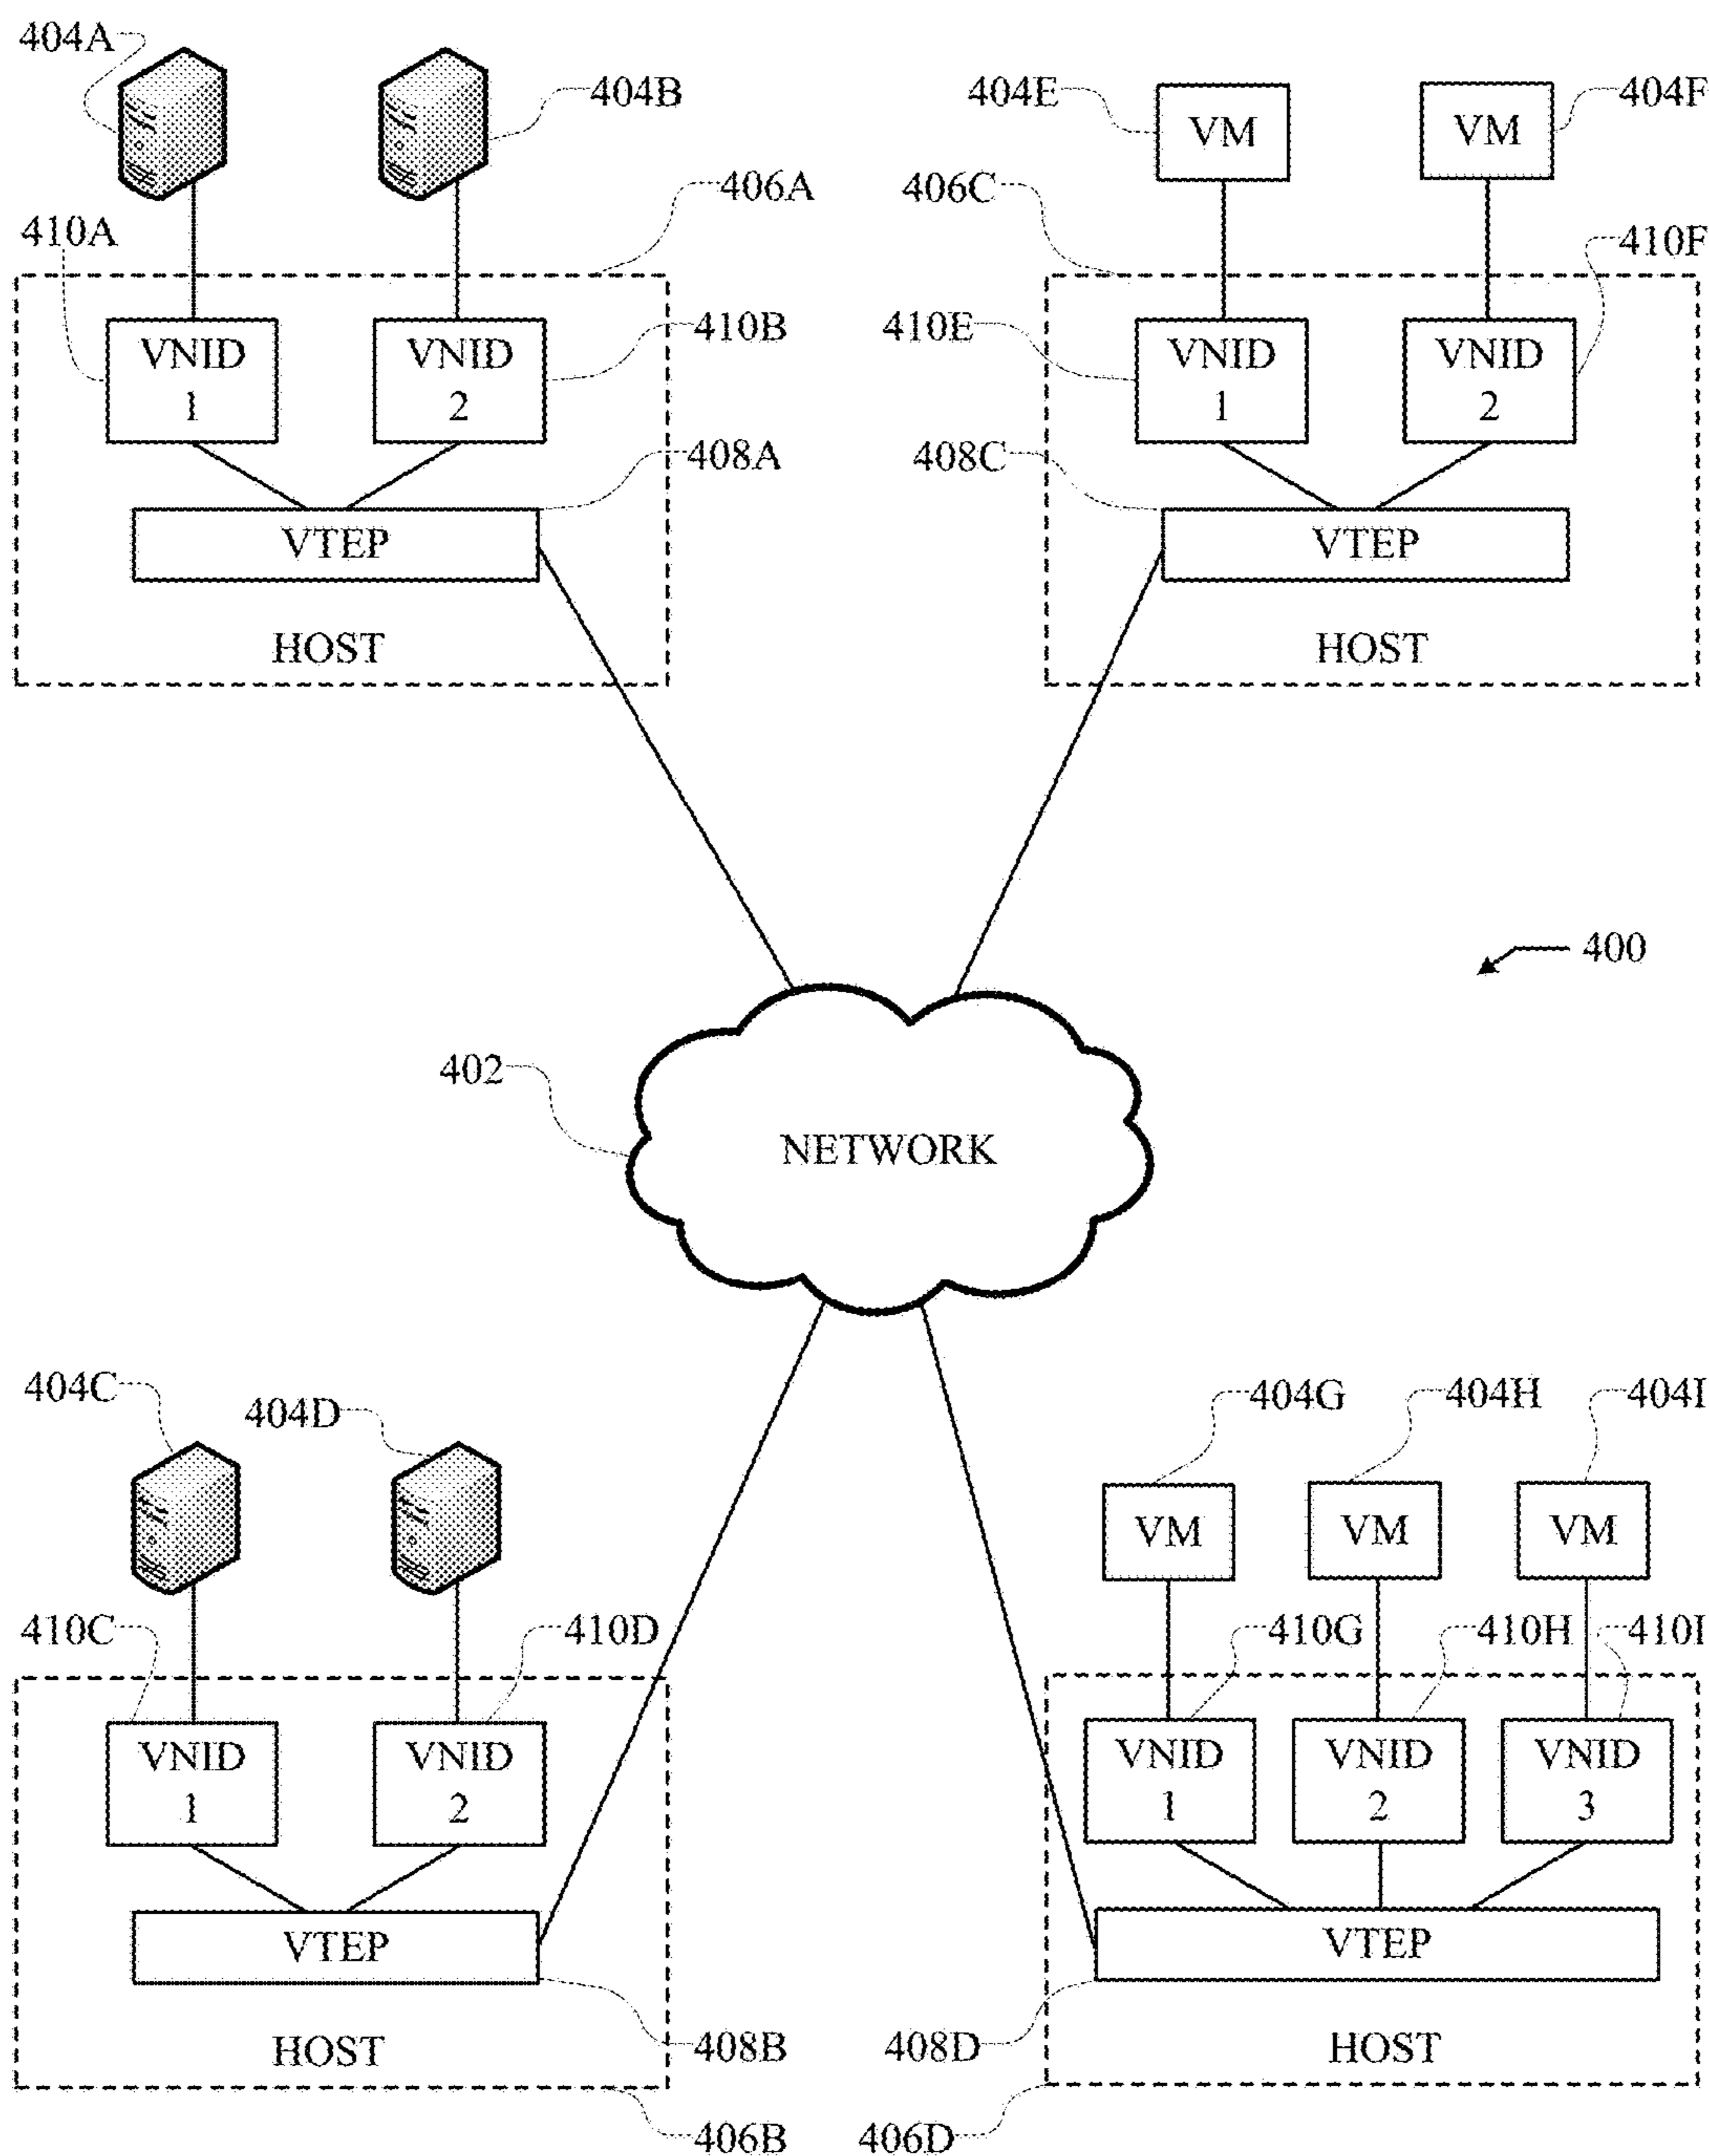 404A
404B
406A
410A
VNID
1
VNID
2
410B
408A
VTEP
HOST
404E
VM
VM
404F
406C
410F
410E
VNID
1
VNID
2
408C
VTEP
HOST
400
402
NETWORK
404C
404D
410C
410D
VNID
1
VNID
2
VTEP
HOST
408B
406B
404G
404H
404I
VM
VM
VM
410G
410H
410I
VNID
1
VNID
2
VNID
3
VTEP
HOST
408D
406D